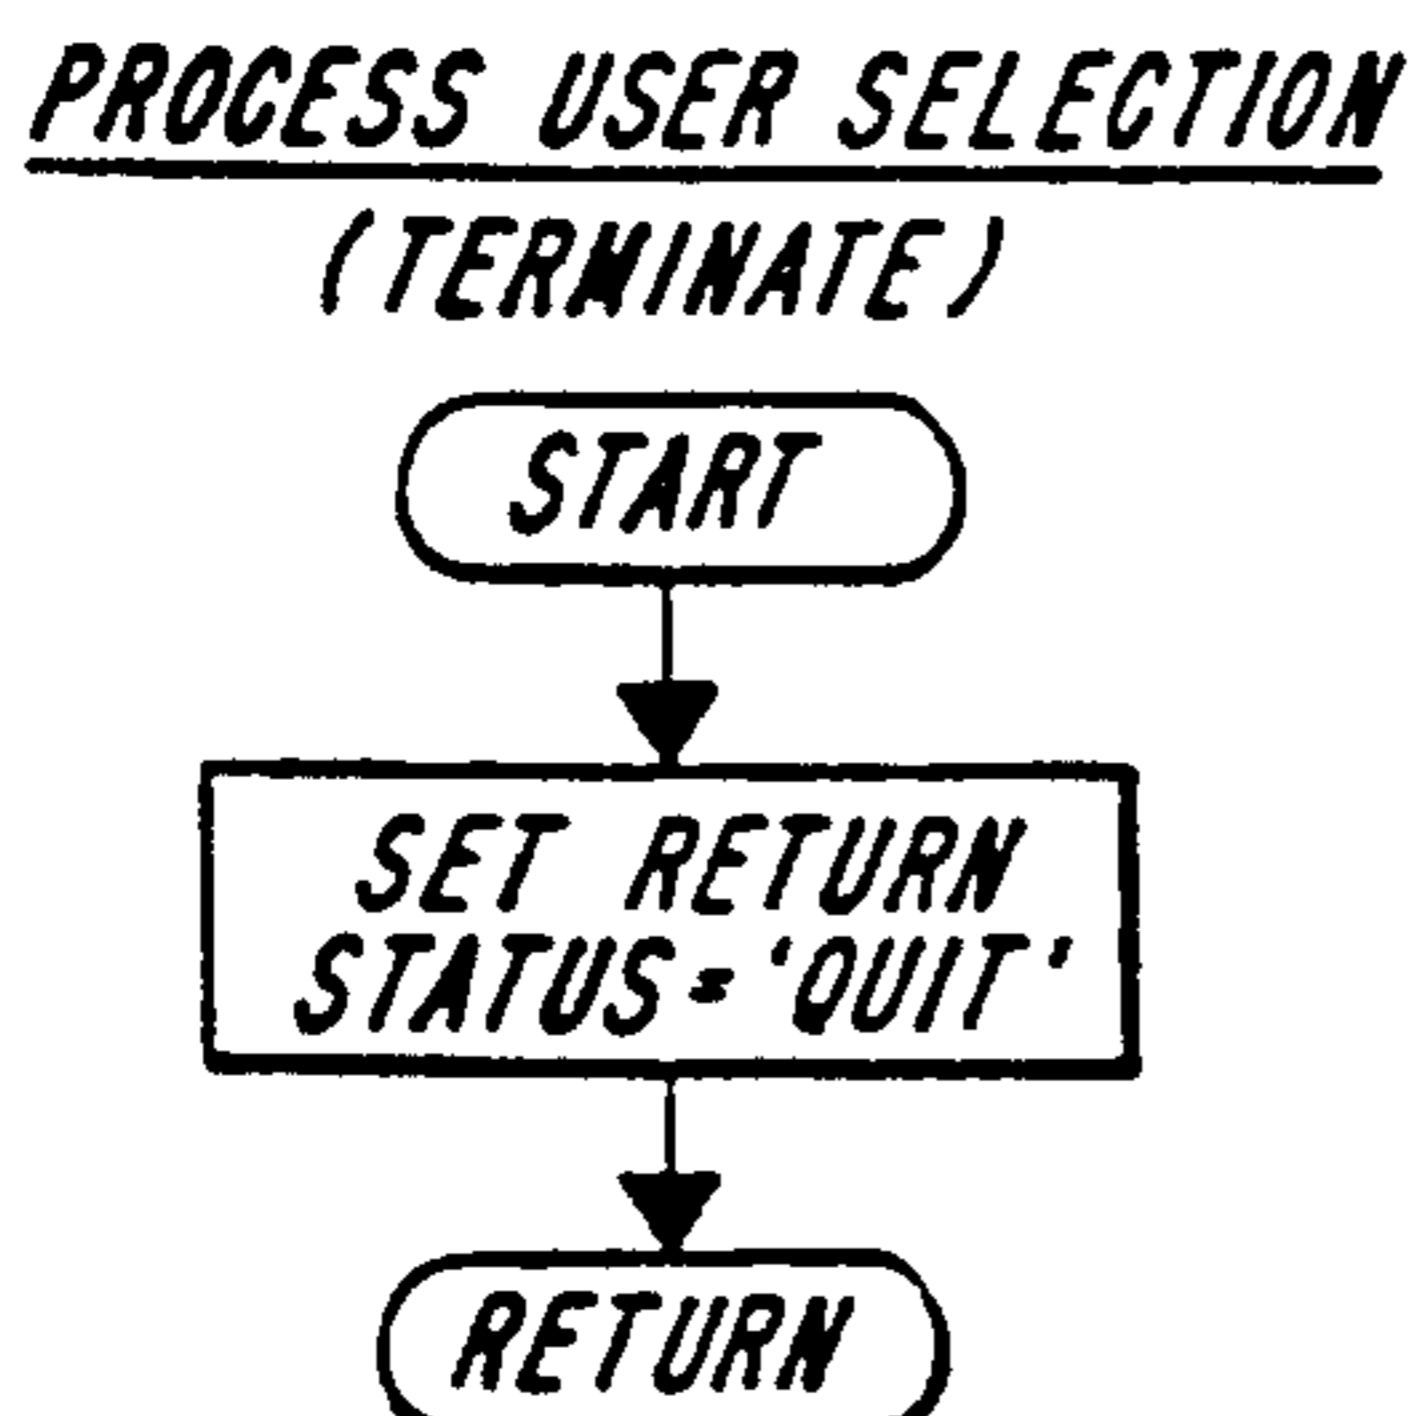 PROCESS USER SELECTION
(TERMINATE)
START
SET RETURN
STATUS='QUIT'
RETURN